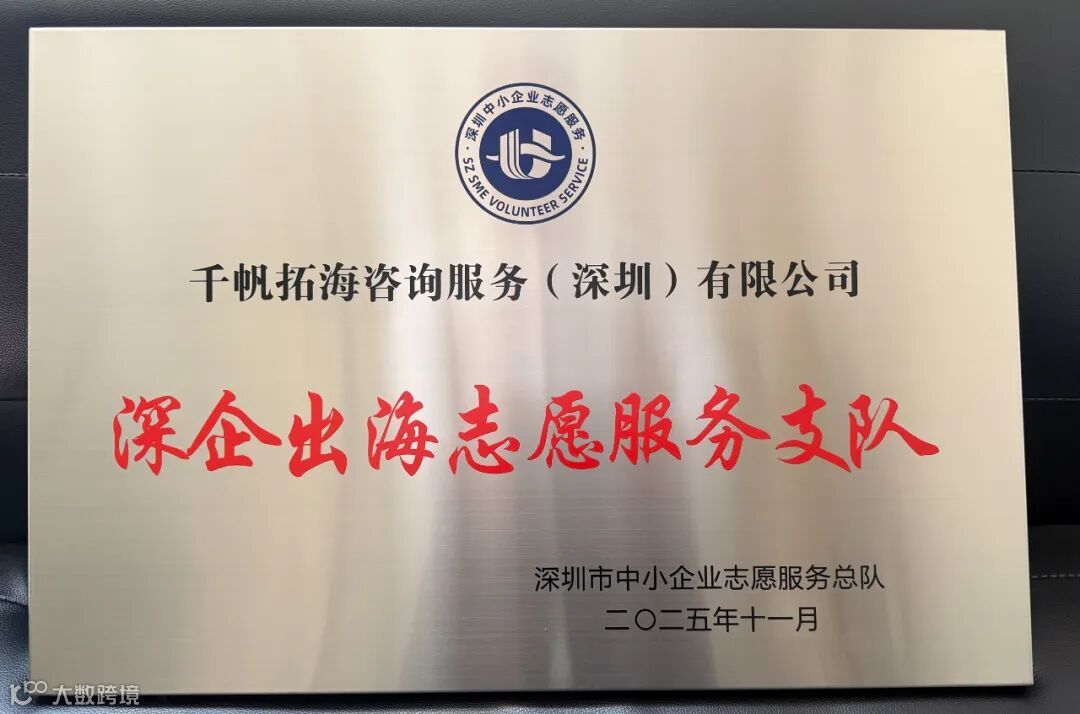 ·深圳中小企业志愿服务·
SZ SME VOLUNTEER SERVICE
千帆拓海咨询服务（深圳）有限公司
深企出海志愿服务支队
深圳市中小企业志愿服务总队
二〇二五年十一月
大数跨境